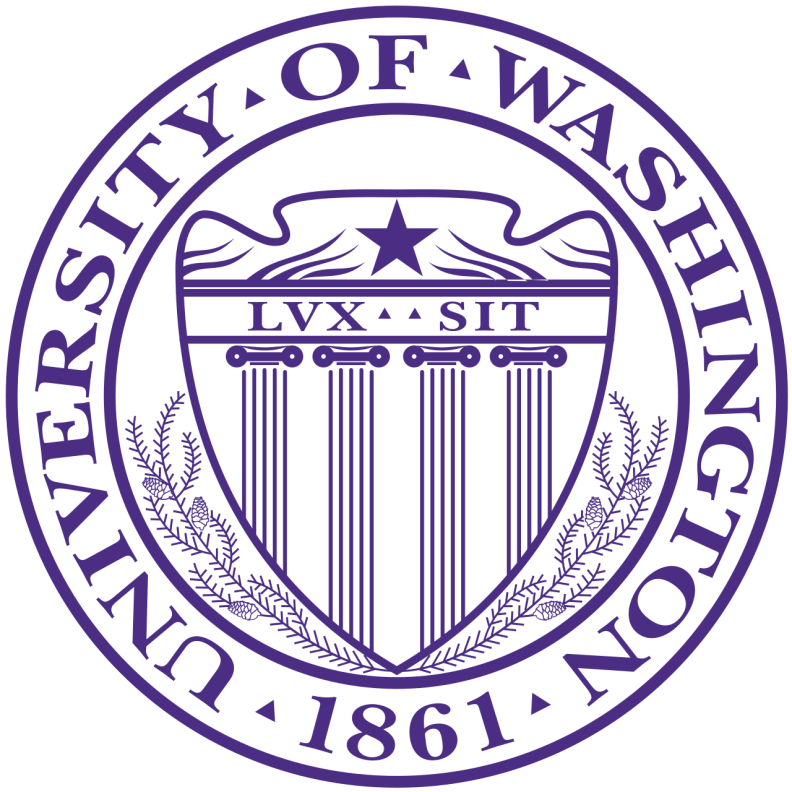 UNIVERSITY · OF · WASHINGTON
1861
LVX SIT